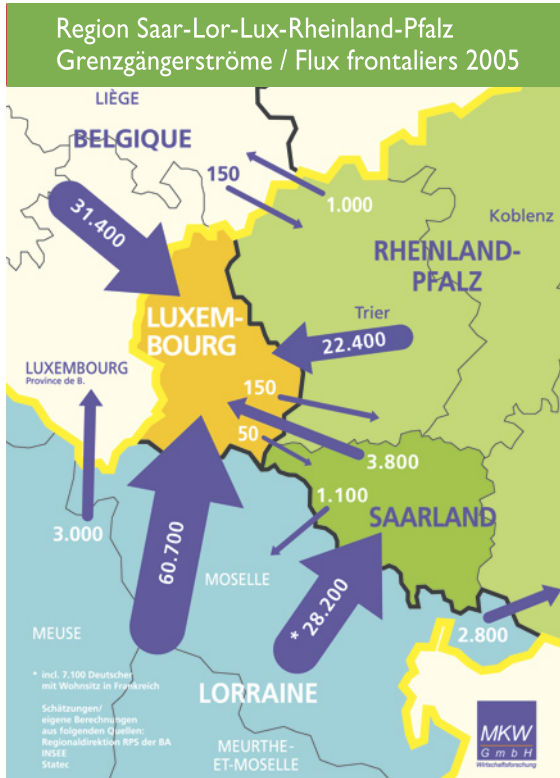 Region Saar-Lor-Lux-Rheinland-Pfalz
Grenzgängerströme / Flux frontaliers 2005
LIÈGE
BELGIQUE
150
1.000
31.400
Koblenz
RHEINLAND-
PFALZ
Trier
LUXEM-
BOURG
22.400
LUXEMBOURG
Province de B.
150
50
3.800
1.100
SAARLAND
3.000
60.700
MOSELLE
* 28.200
MEUSE
2.800
* incl. 7.100 Deutscher
mit Wohnsitz in Frankreich
LORRAINE
Schätzungen/
eigene Berechnungen
aus folgenden Quellen:
Regionaldirektion RPS der BA
INSEE
Statec
MEURTHE-
ET-MOSELLE
MKW
GmbH
Wirtschaftsforschung